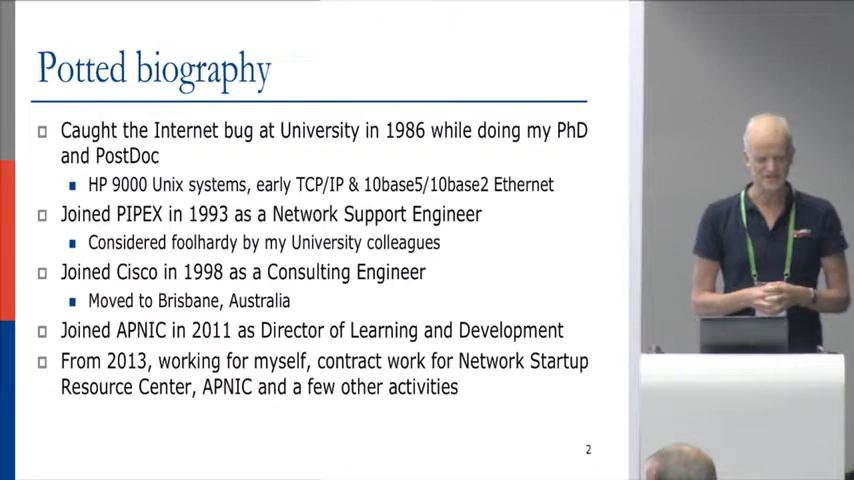 Potted biography
Caught the Internet bug at University in 1986 while doing my PhD
and PostDoc
HP 9000 Unix systems, early TCP/IP & 10base5/10base2 Ethernet
Joined PIPEX in 1993 as a Network Support Engineer
Considered foolhardy by my University colleagues
Joined Cisco in 1998 as a Consulting Engineer
Moved to Brisbane, Australia
Joined APNIC in 2011 as Director of Learning and Development
From 2013, working for myself, contract work for Network Startup
Resource Center, APNIC and a few other activities
2